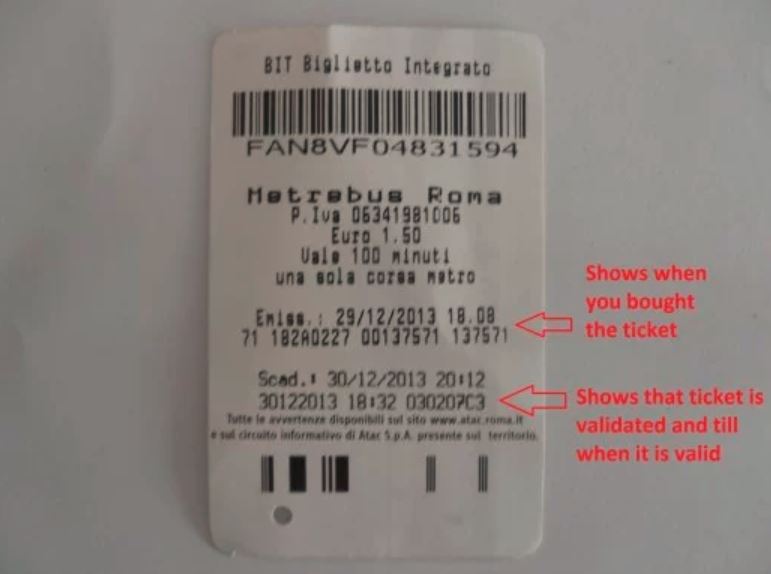 BIT Biglietto Integrato
FAN8VF04831594
Metrebus Roma
P.Iva 06341981006
Euro 1.50
Vale 100 minuti
una sola corsa metro
Emiss.: 29/12/2013 18.08
71 182A0227 00137571 137571
Scad.: 30/12/2013 20:12
30122013 18:32 030207C3
Tutte le avvertenze disponibili sul sito www.atac.roma.it
e sul circuito informativo di Atac S.p.A. presente sul territorio.
Shows when
you bought
the ticket
Shows that ticket is
validated and till
when it is valid